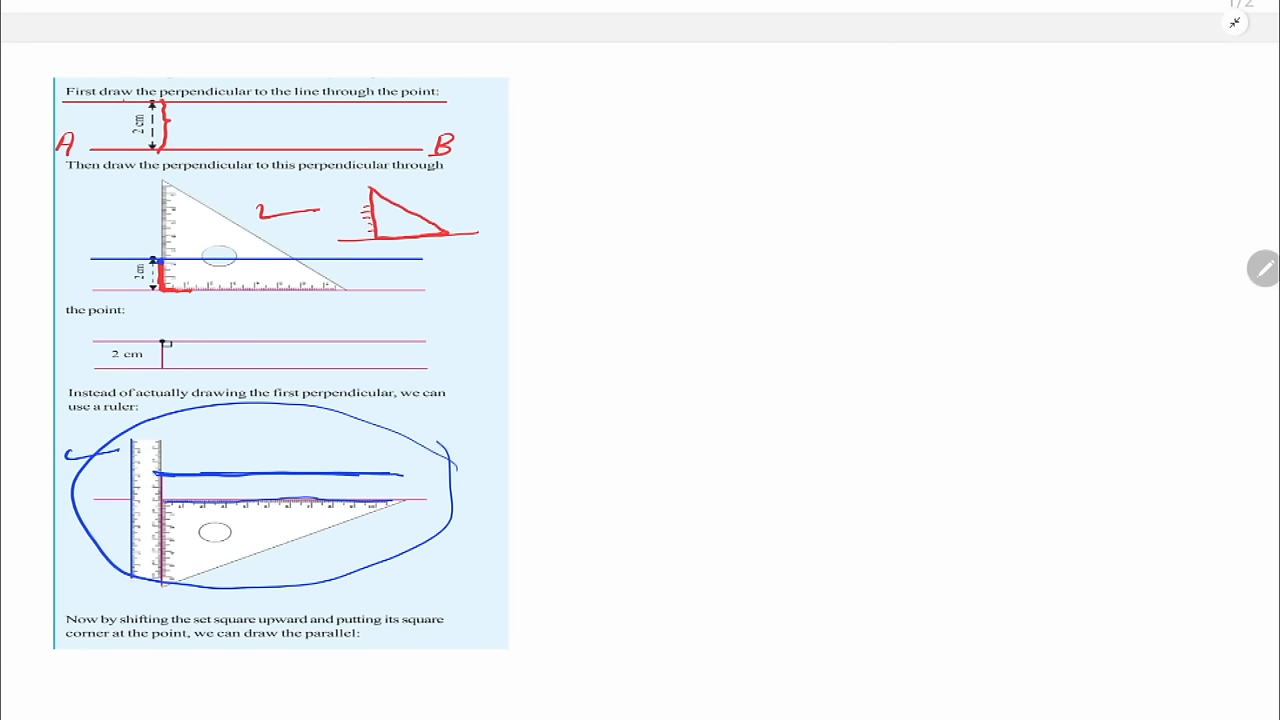 1/2
First draw the perpendicular to the line through the point:
2 cm
A B
Then draw the perpendicular to this perpendicular through
2 cm
the point:
2 cm
Instead of actually drawing the first perpendicular, we can
use a ruler:
Now by shifting the set square upward and putting its square
corner at the point, we can draw the parallel: